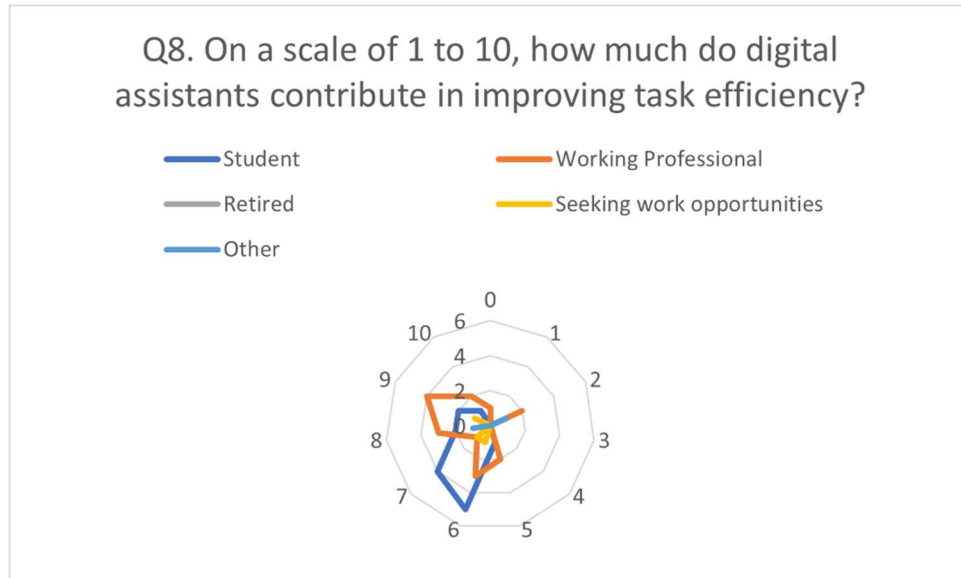 Q8. On a scale of 1 to 10, how much do digital
assistants contribute in improving task efficiency?
Student
Working Professional
Retired
Seeking work opportunities
Other
0
6
10
1
4
9
2
2
0
8
3
7
4
6
5